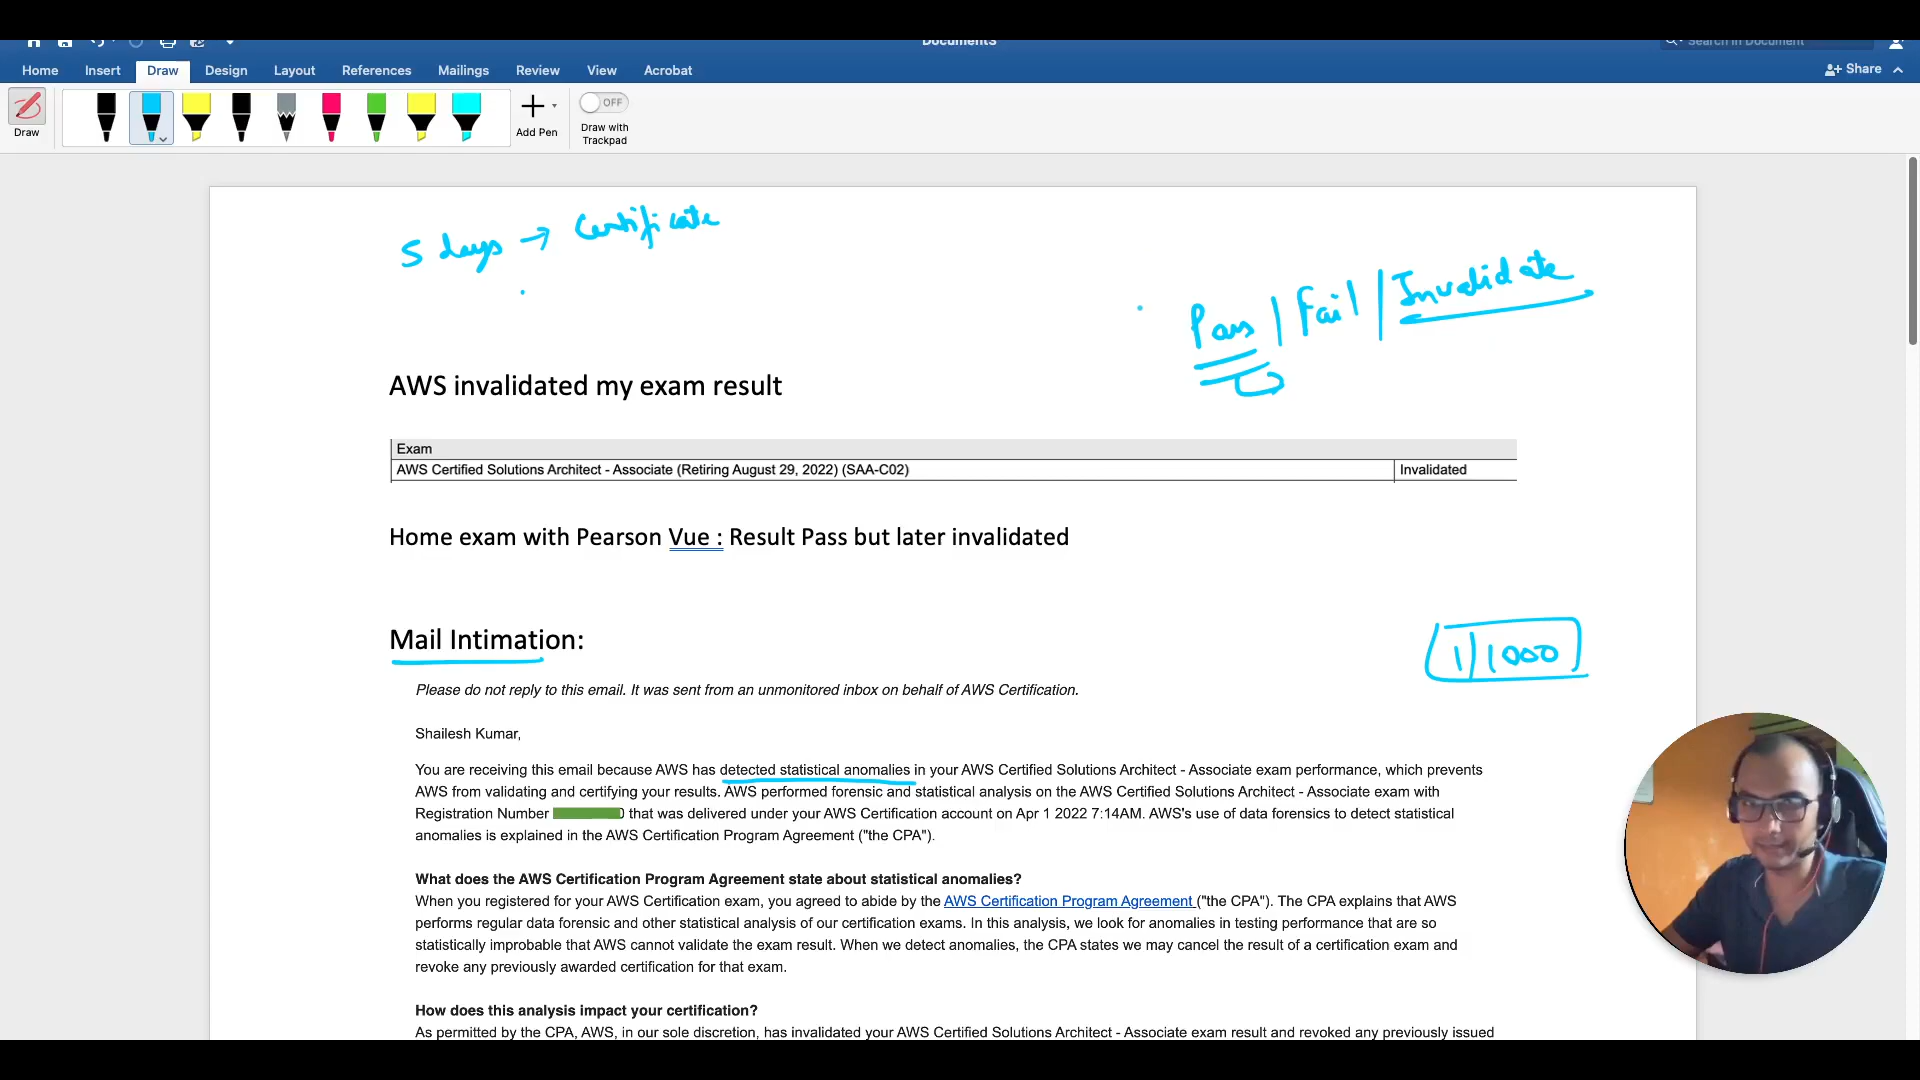 Document3
Search in Document
Home Insert Draw Design Layout References Mailings Review View Acrobat
Share
Draw
Add Pen
OFF
Draw with
Trackpad
5 days → Certificate
Pass | Fail | Invalidate
AWS invalidated my exam result
Exam
AWS Certified Solutions Architect - Associate (Retiring August 29, 2022) (SAA-C02) Invalidated
Home exam with Pearson Vue : Result Pass but later invalidated
Mail Intimation:
1 | 1000
Please do not reply to this email. It was sent from an unmonitored inbox on behalf of AWS Certification.
Shailesh Kumar,
You are receiving this email because AWS has detected statistical anomalies in your AWS Certified Solutions Architect - Associate exam performance, which prevents
AWS from validating and certifying your results. AWS performed forensic and statistical analysis on the AWS Certified Solutions Architect - Associate exam with
Registration Number that was delivered under your AWS Certification account on Apr 1 2022 7:14AM. AWS's use of data forensics to detect statistical
anomalies is explained in the AWS Certification Program Agreement ("the CPA").
What does the AWS Certification Program Agreement state about statistical anomalies?
When you registered for your AWS Certification exam, you agreed to abide by the AWS Certification Program Agreement ("the CPA"). The CPA explains that AWS
performs regular data forensic and other statistical analysis of our certification exams. In this analysis, we look for anomalies in testing performance that are so
statistically improbable that AWS cannot validate the exam result. When we detect anomalies, the CPA states we may cancel the result of a certification exam and
revoke any previously awarded certification for that exam.
How does this analysis impact your certification?
As permitted by the CPA, AWS, in our sole discretion, has invalidated your AWS Certified Solutions Architect - Associate exam result and revoked any previously issued